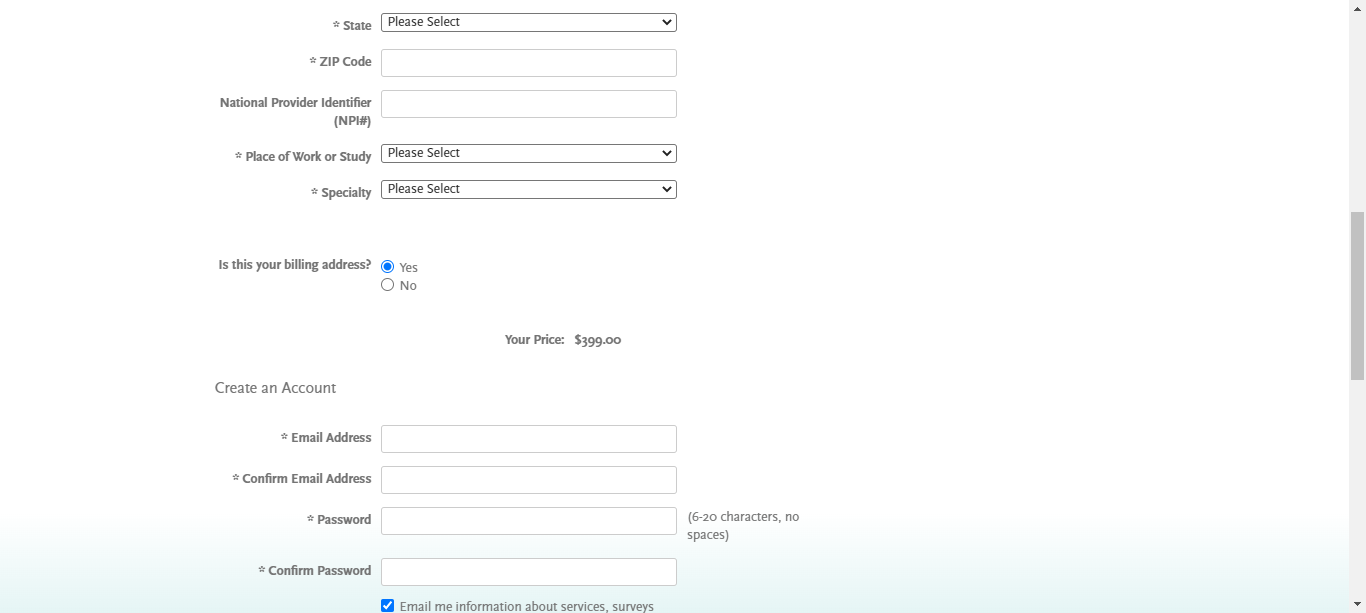 * State Please Select
* ZIP Code
National Provider Identifier
(NPI#)
* Place of Work or Study Please Select
* Specialty Please Select
Is this your billing address? Yes
No
Your Price: $399.00
Create an Account
* Email Address
* Confirm Email Address
* Password (6-20 characters, no
spaces)
* Confirm Password
Email me information about services, surveys